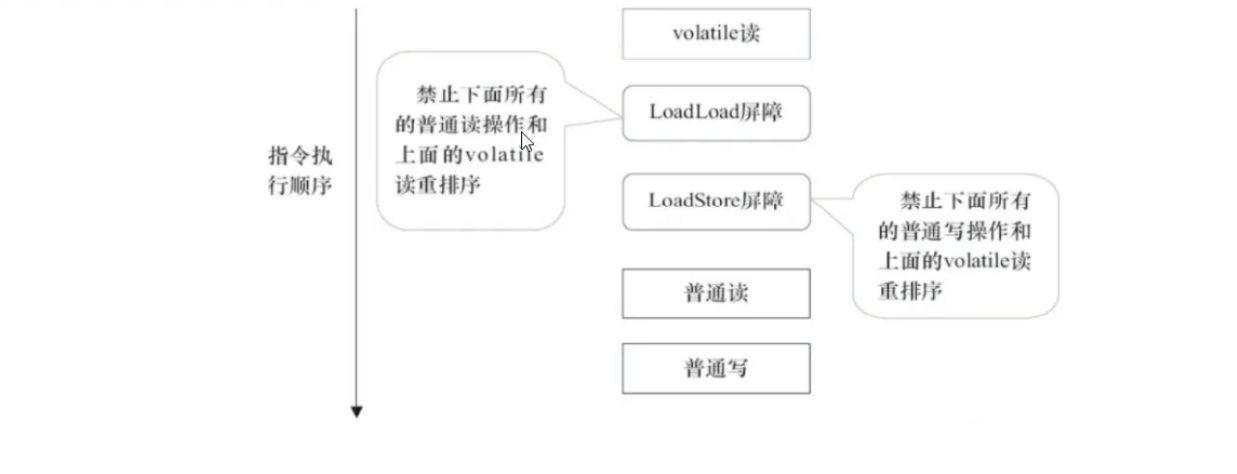 volatile读
禁止下面所有
的普通读操作和
上面的volatile
读重排序
LoadLoad屏障
指令执
行顺序
LoadStore屏障
禁止下面所有
的普通写操作和
上面的volatile读
重排序
普通读
普通写